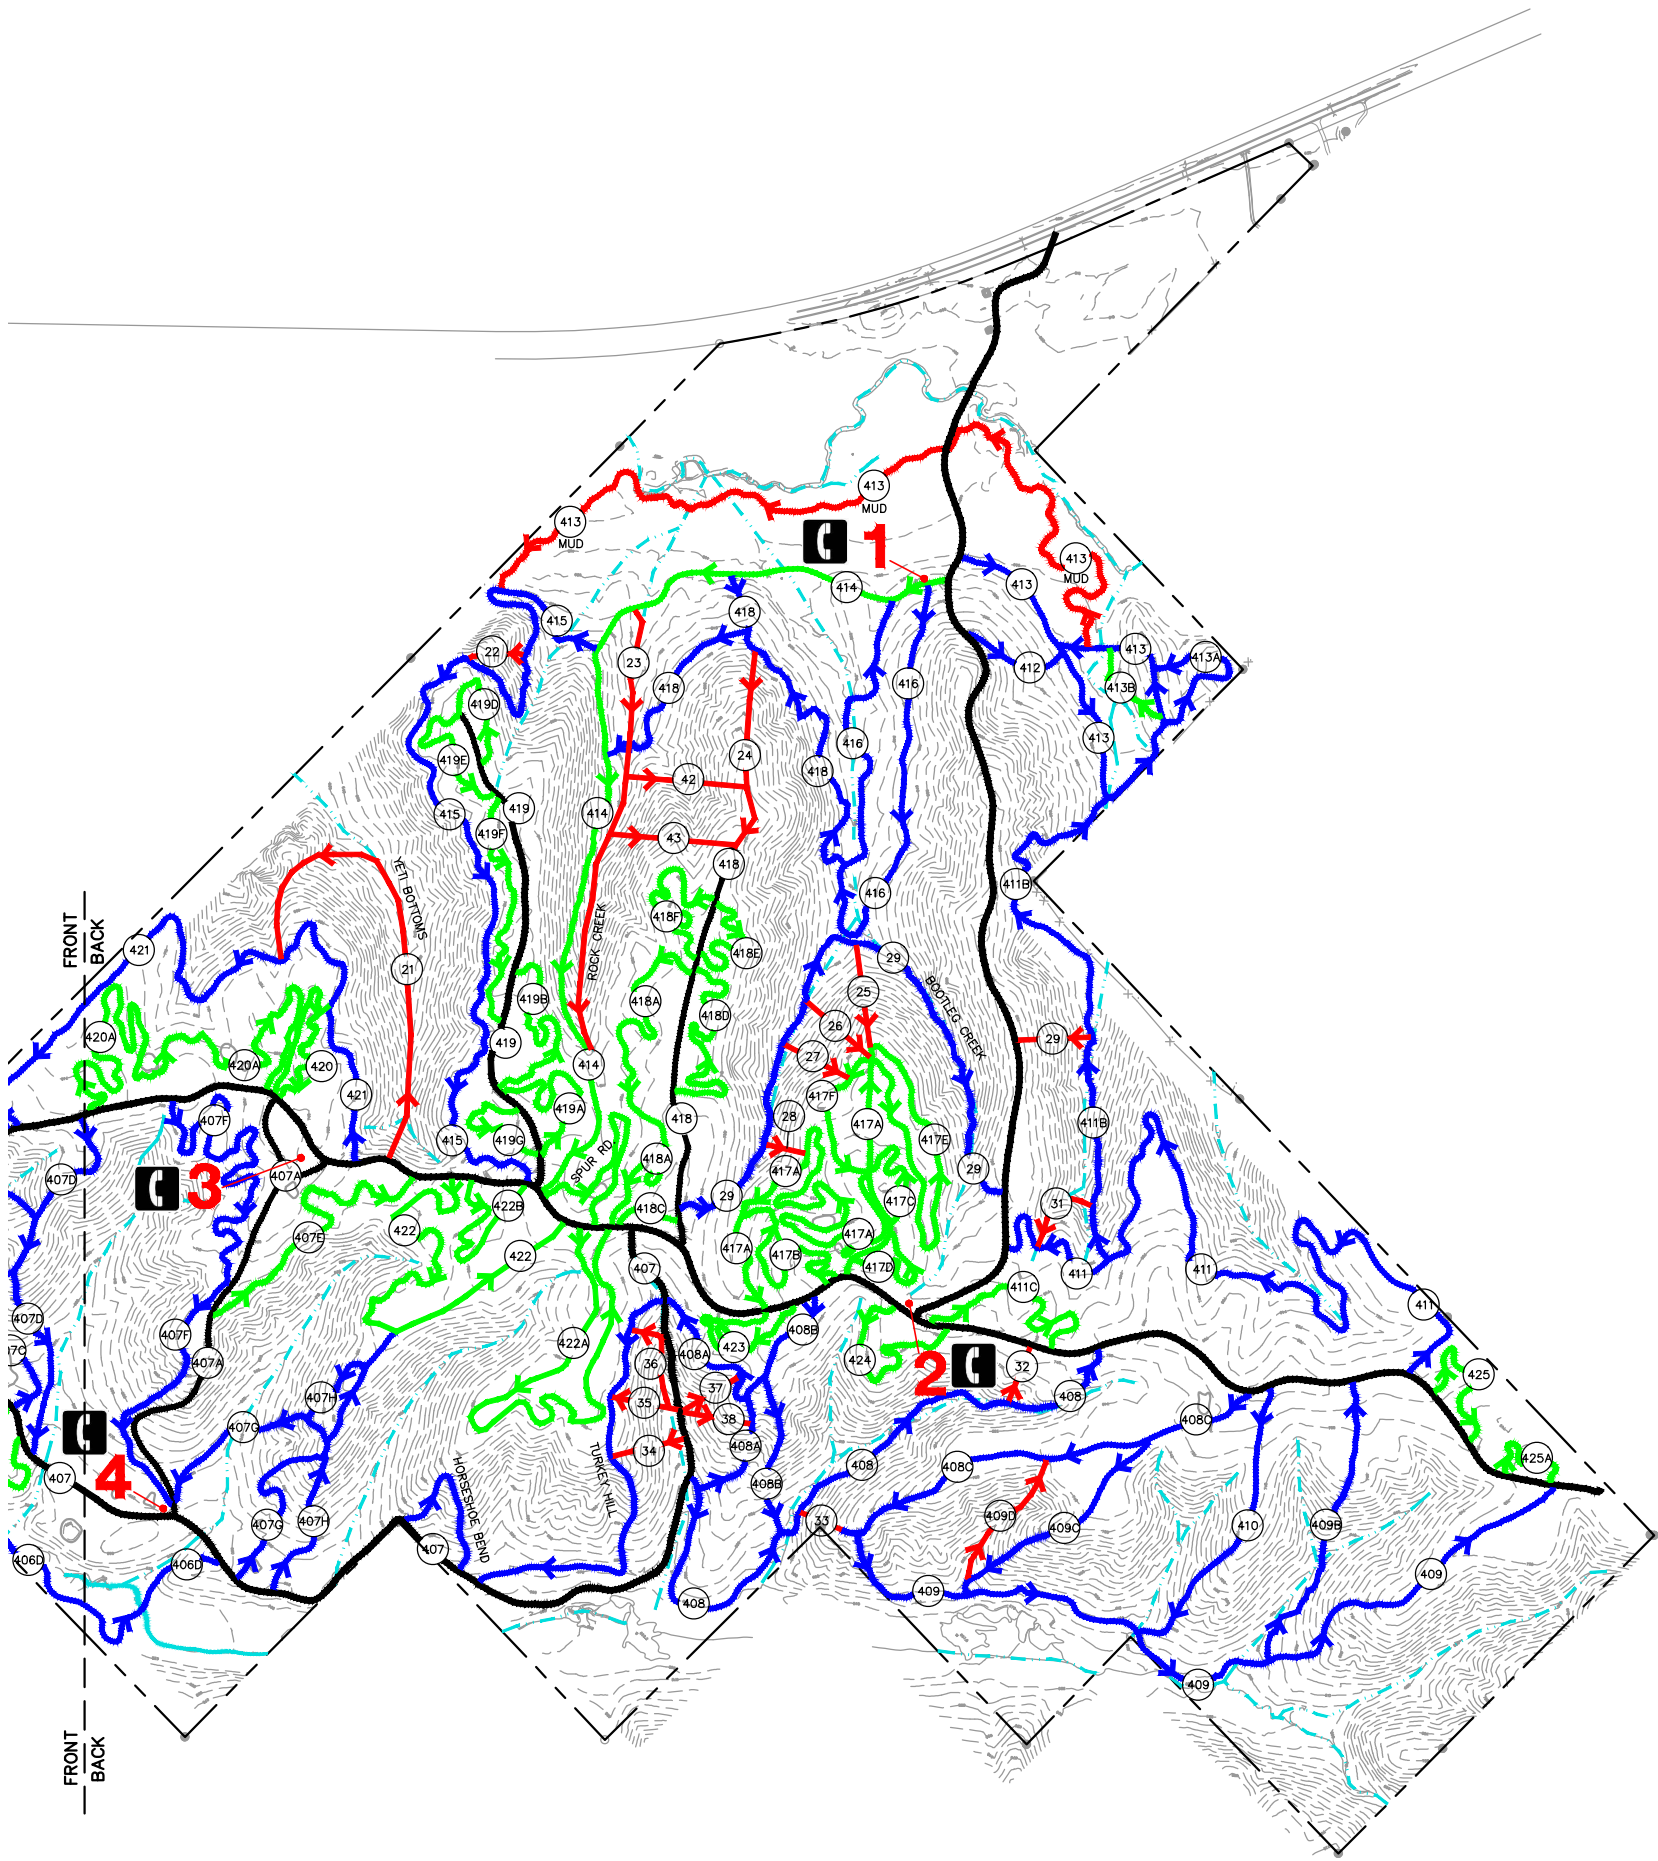 413
MUD
413
MUD
1
413
MUD
413
414
418
415
22
23
413
413A
412
418
416
413B
419D
24
416
413
418
419E
42
419
415
414
419F
43
YETI BOTTOMS
418
411B
416
418F
FRONT
BACK
421
ROCK CREEK
418E
29
21
25
BOOTLEG CREEK
419B
418A
418D
26
420A
419
29
27
420A
420
414
421
417F
419A
28
407F
418
417A
411B
415
419G
417E
SPUR RD.
418A
417A
29
3
407A
407D
29
422B
418C
417C
31
422
407E
417A
417A
422
417B
407
417D
411
411
411C
411
407D
407F
422A
423
408B
407C
408A
424
407A
36
2
32
425
37
407H
35
408
407G
38
408C
34
408A
425A
407
4
TURKEY HILL
408
408C
HORSESHOE BEND
408B
409D
407G
407H
33
409C
410
409B
407
406D
406D
409
409
408
409
FRONT
BACK